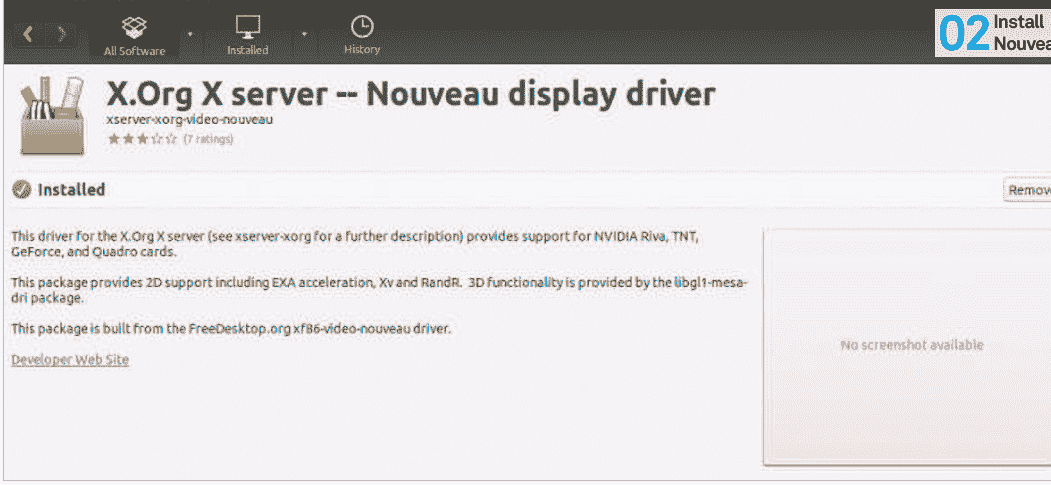 All Software
Installed
History
02 Install
X.Org X server -- Nouveau display driver
xserver-xorg-video-nouveau
(7 ratings)
Installed
This driver for the X.Org X server (see xserver-xorg for a further description) provides support for NVIDIA Riva, TNT,
GeForce, and Quadro cards.
This package provides 2D support including EXA acceleration, Xv and RandR. 3D functionality is provided by the libgl1-mesa-
dri package.
This package is built from the FreeDesktop.org xf86-video-nouveau driver.
Developer Web Site
No screenshot available